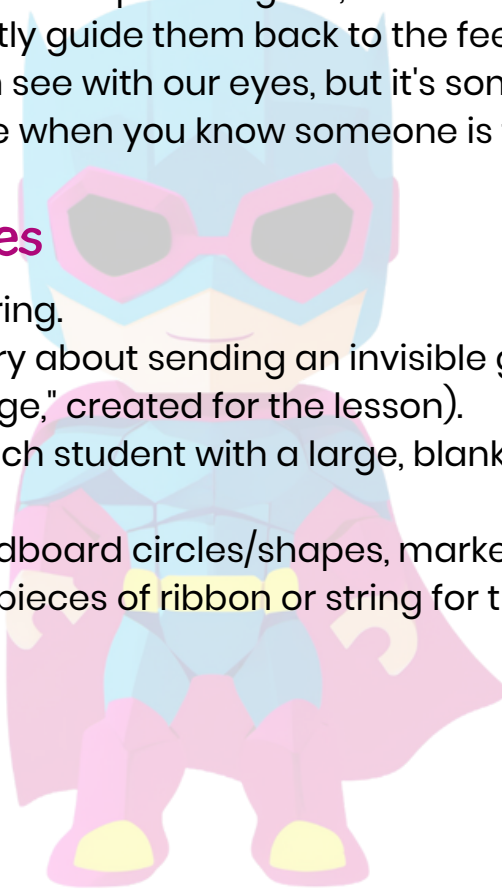 tly guide them back to the fee
see with our eyes, but it's som
e when you know someone is
es
ring.
ry about sending an invisible g
ge," created for the lesson).
ch student with a large, blank
dboard circles/shapes, marke
pieces of ribbon or string for t